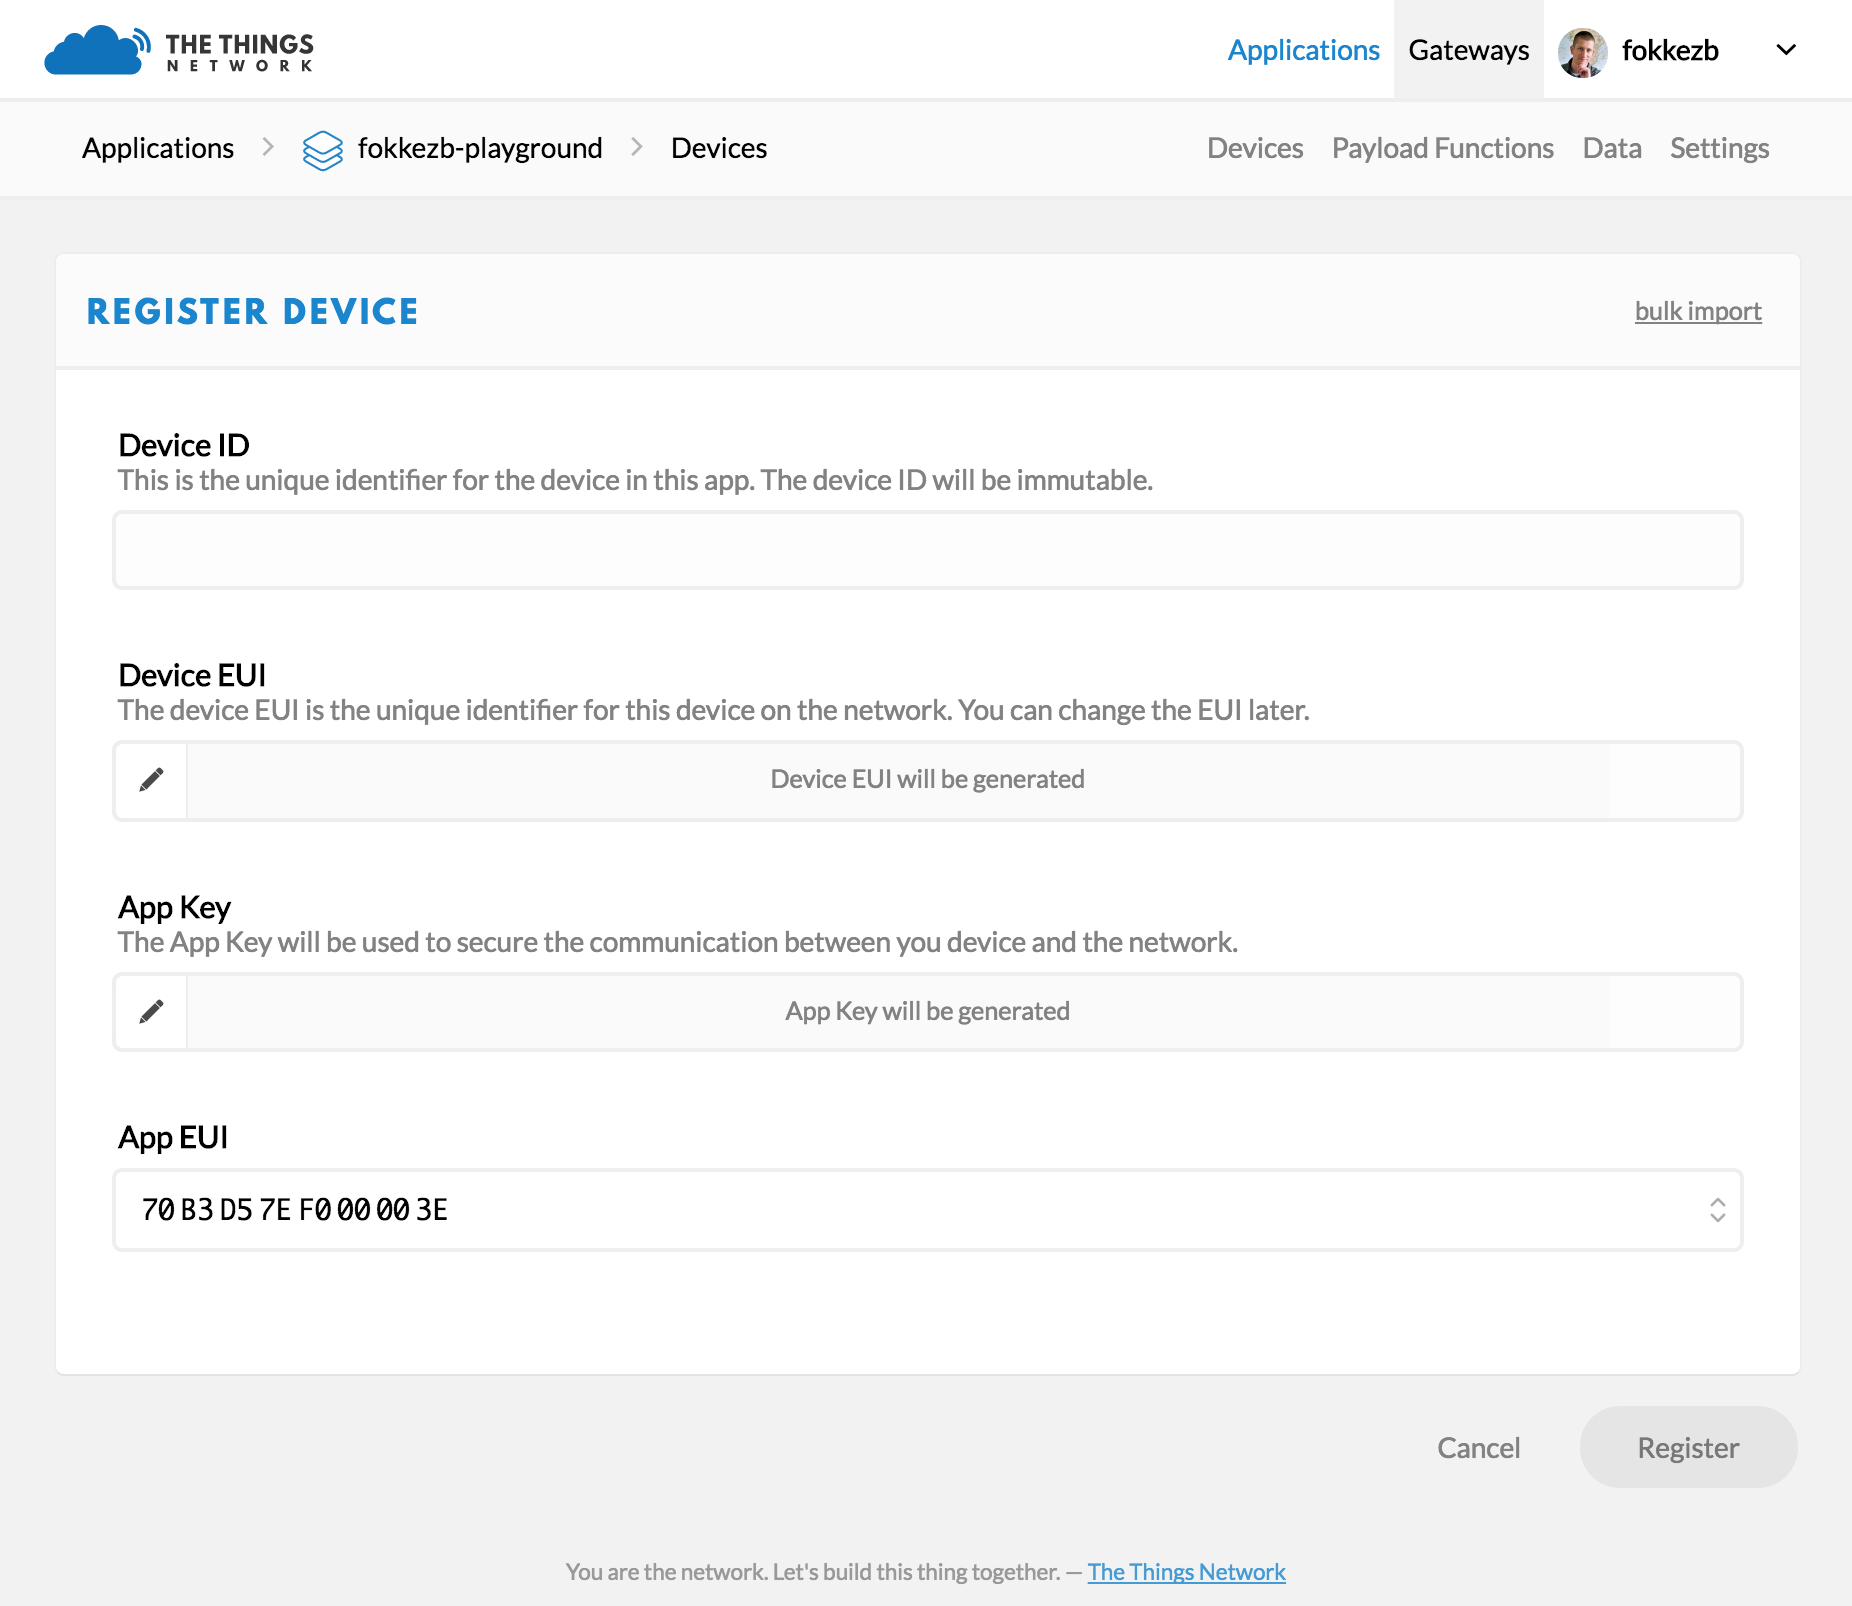 THE THINGS
NETWORK
Applications Gateways fokkezb
Applications fokkezb-playground Devices
Devices Payload Functions Data Settings
REGISTER DEVICE
bulk import
Device ID
This is the unique identifier for the device in this app. The device ID will be immutable.
Device EUI
The device EUI is the unique identifier for this device on the network. You can change the EUI later.
Device EUI will be generated
App Key
The App Key will be used to secure the communication between you device and the network.
App Key will be generated
App EUI
70 B3 D5 7E F0 00 00 3E
Cancel Register
You are the network. Let's build this thing together. — The Things Network